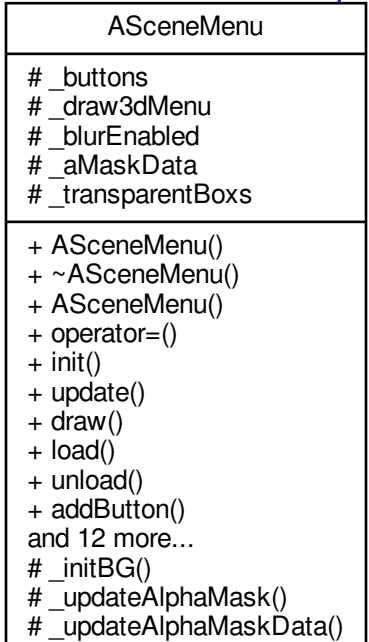 ASceneMenu
# _buttons
# _draw3dMenu
# _blurEnabled
# _aMaskData
# _transparentBoxs
+ ASceneMenu()
+ ~ASceneMenu()
+ ASceneMenu()
+ operator=()
+ init()
+ update()
+ draw()
+ load()
+ unload()
+ addButton()
and 12 more...
# _initBG()
# _updateAlphaMask()
# _updateAlphaMaskData()